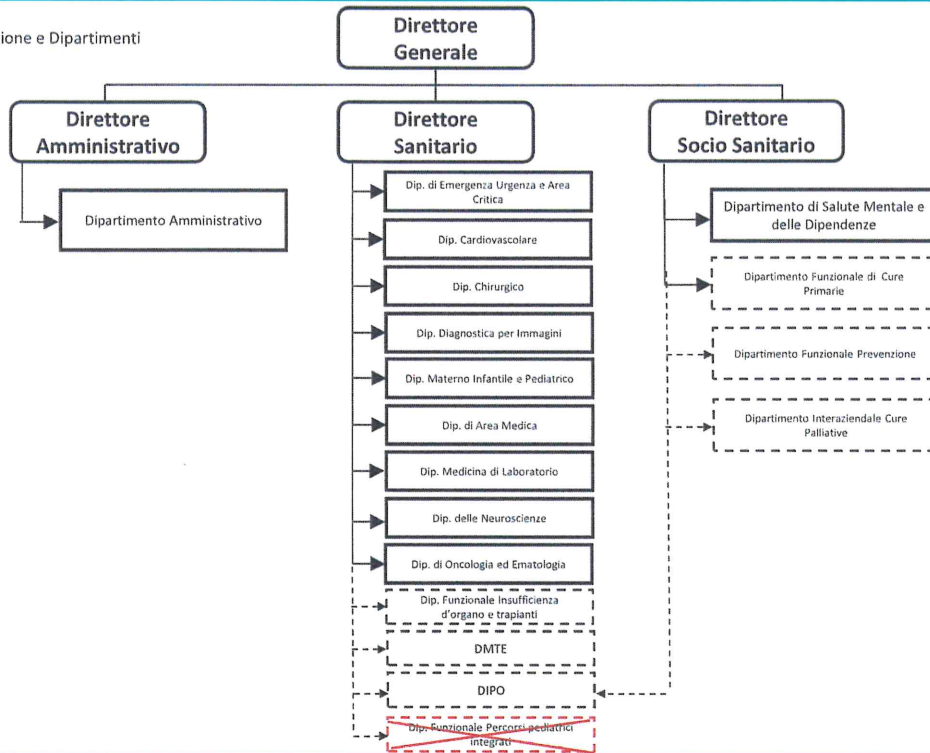 ione e Dipartimenti
Direttore
Generale
Direttore
Amministrativo
Direttore
Sanitario
Direttore
Socio Sanitario
Dipartimento Amministrativo
Dip. di Emergenza Urgenza e Area
Critica
Dip. Cardiovascolare
Dip. Chirurgico
Dip. Diagnostica per Immagini
Dip. Materno Infantile e Pediatrico
Dip. di Area Medica
Dip. Medicina di Laboratorio
Dip. delle Neuroscienze
Dip. di Oncologia ed Ematologia
Dip. Funzionale Insufficienza
d'organo e trapianti
DMTE
DIPO
Dip. Funzionale Percorsi pediatrici
integrati
Dipartimento di Salute Mentale e
delle Dipendenze
Dipartimento Funzionale di Cure
Primarie
Dipartimento Funzionale Prevenzione
Dipartimento Interaziendale Cure
Palliative